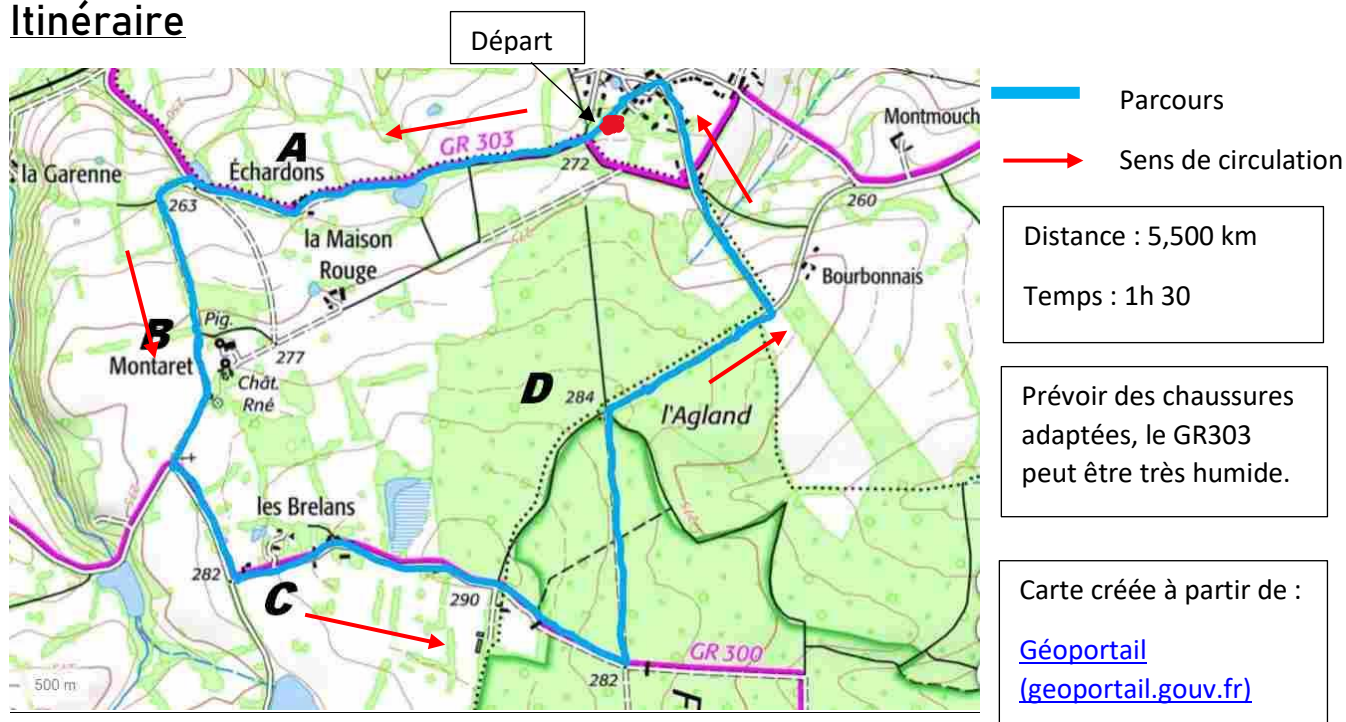 Itinéraire
Départ
Parcours
Sens de circulation
Distance : 5,500 km
Temps : 1h 30
Prévoir des chaussures
adaptées, le GR303
peut être très humide.
Carte créée à partir de :
Géoportail
(geoportail.gouv.fr)
A
GR 303
Montmouch
la Garenne
Échardons
272
263
260
la Maison
Rouge
Bourbonnais
B
Pig.
Montaret
277
Chât.
Rné
D
284
l'Agland
les Brelans
282
C
290
GR 300
282
500 m